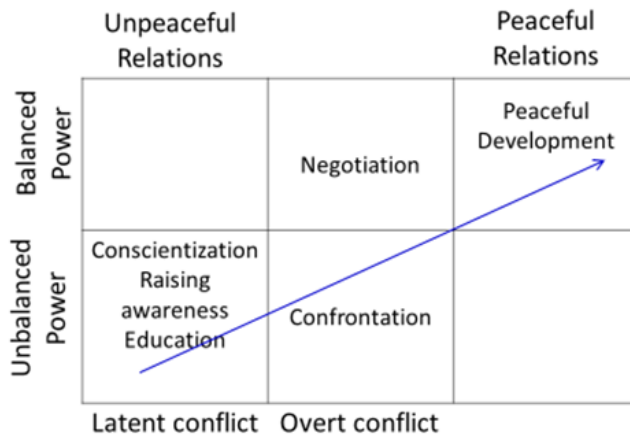 Unpeaceful
Relations
Peaceful
Relations
Balanced
Power
Negotiation
Peaceful
Development
Unbalanced
Power
Conscientization
Raising
awareness
Education
Confrontation
Latent conflict
Overt conflict